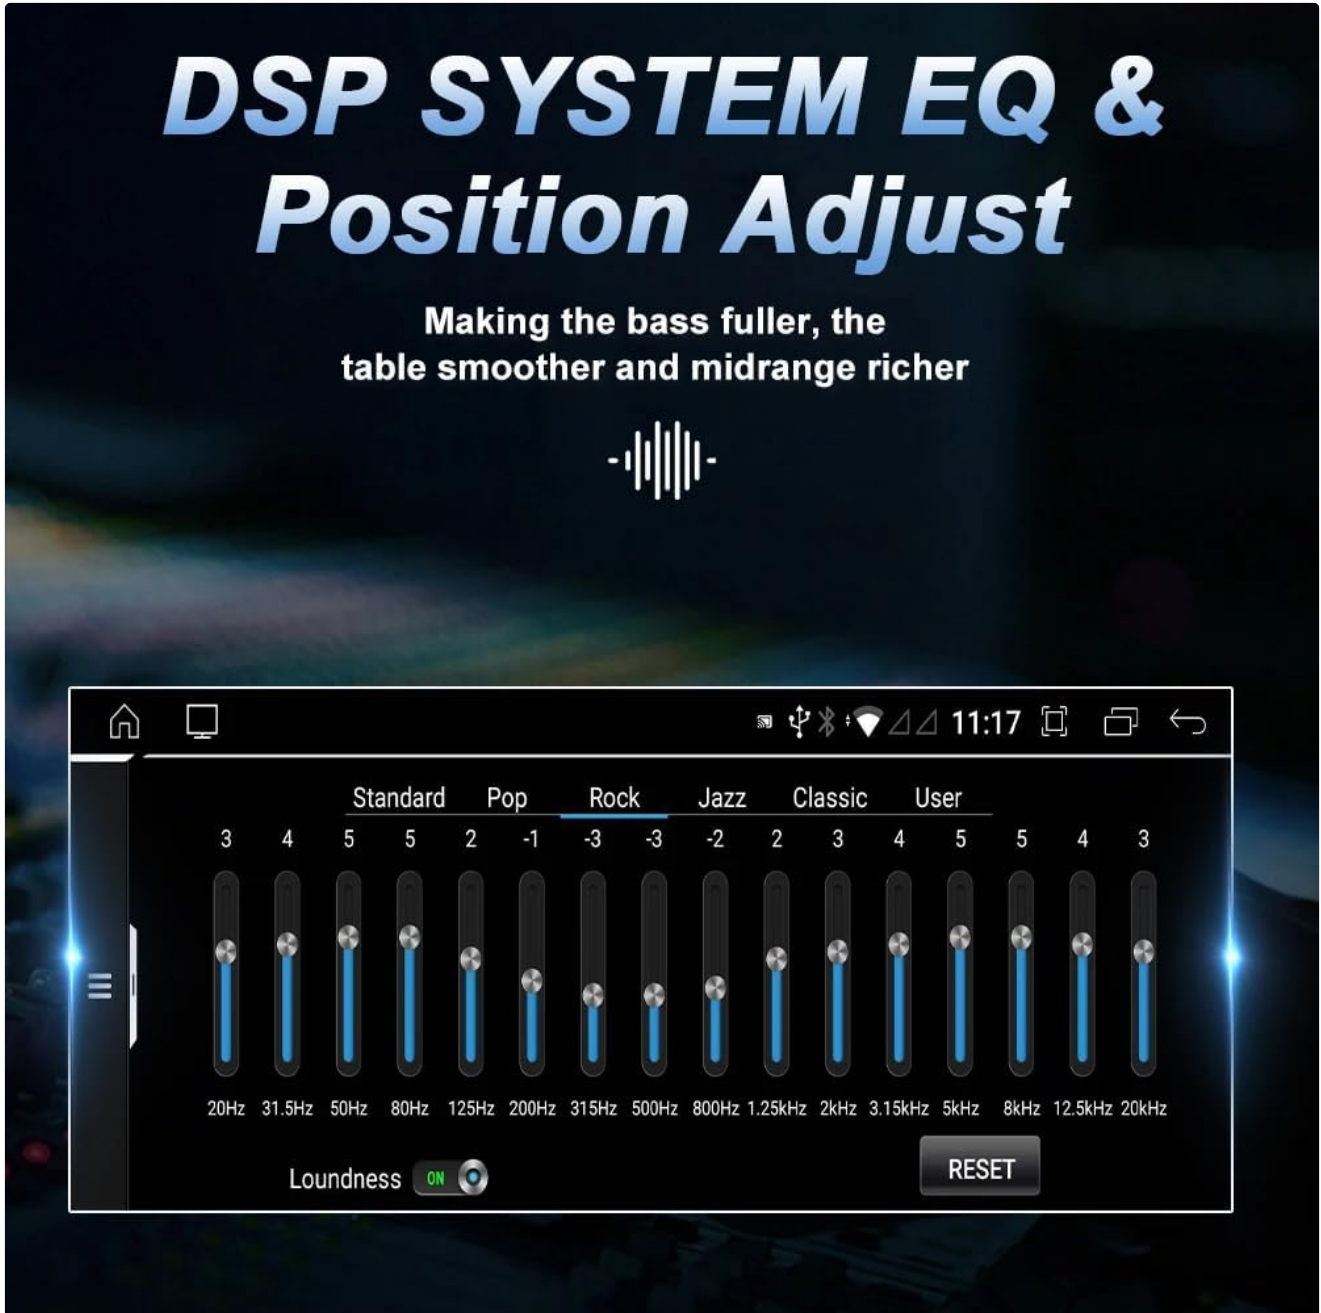 DSP SYSTEM EQ &
Position Adjust
Making the bass fuller, the
table smoother and midrange richer
11:17
Standard Pop Rock Jazz Classic User
3 4 5 5 2 -1 -3 -3 -2 2 3 4 5 5 4 3
20Hz 31.5Hz 50Hz 80Hz 125Hz 200Hz 315Hz 500Hz 800Hz 1.25kHz 2kHz 3.15kHz 5kHz 8kHz 12.5kHz 20kHz
Loundness ON RESET